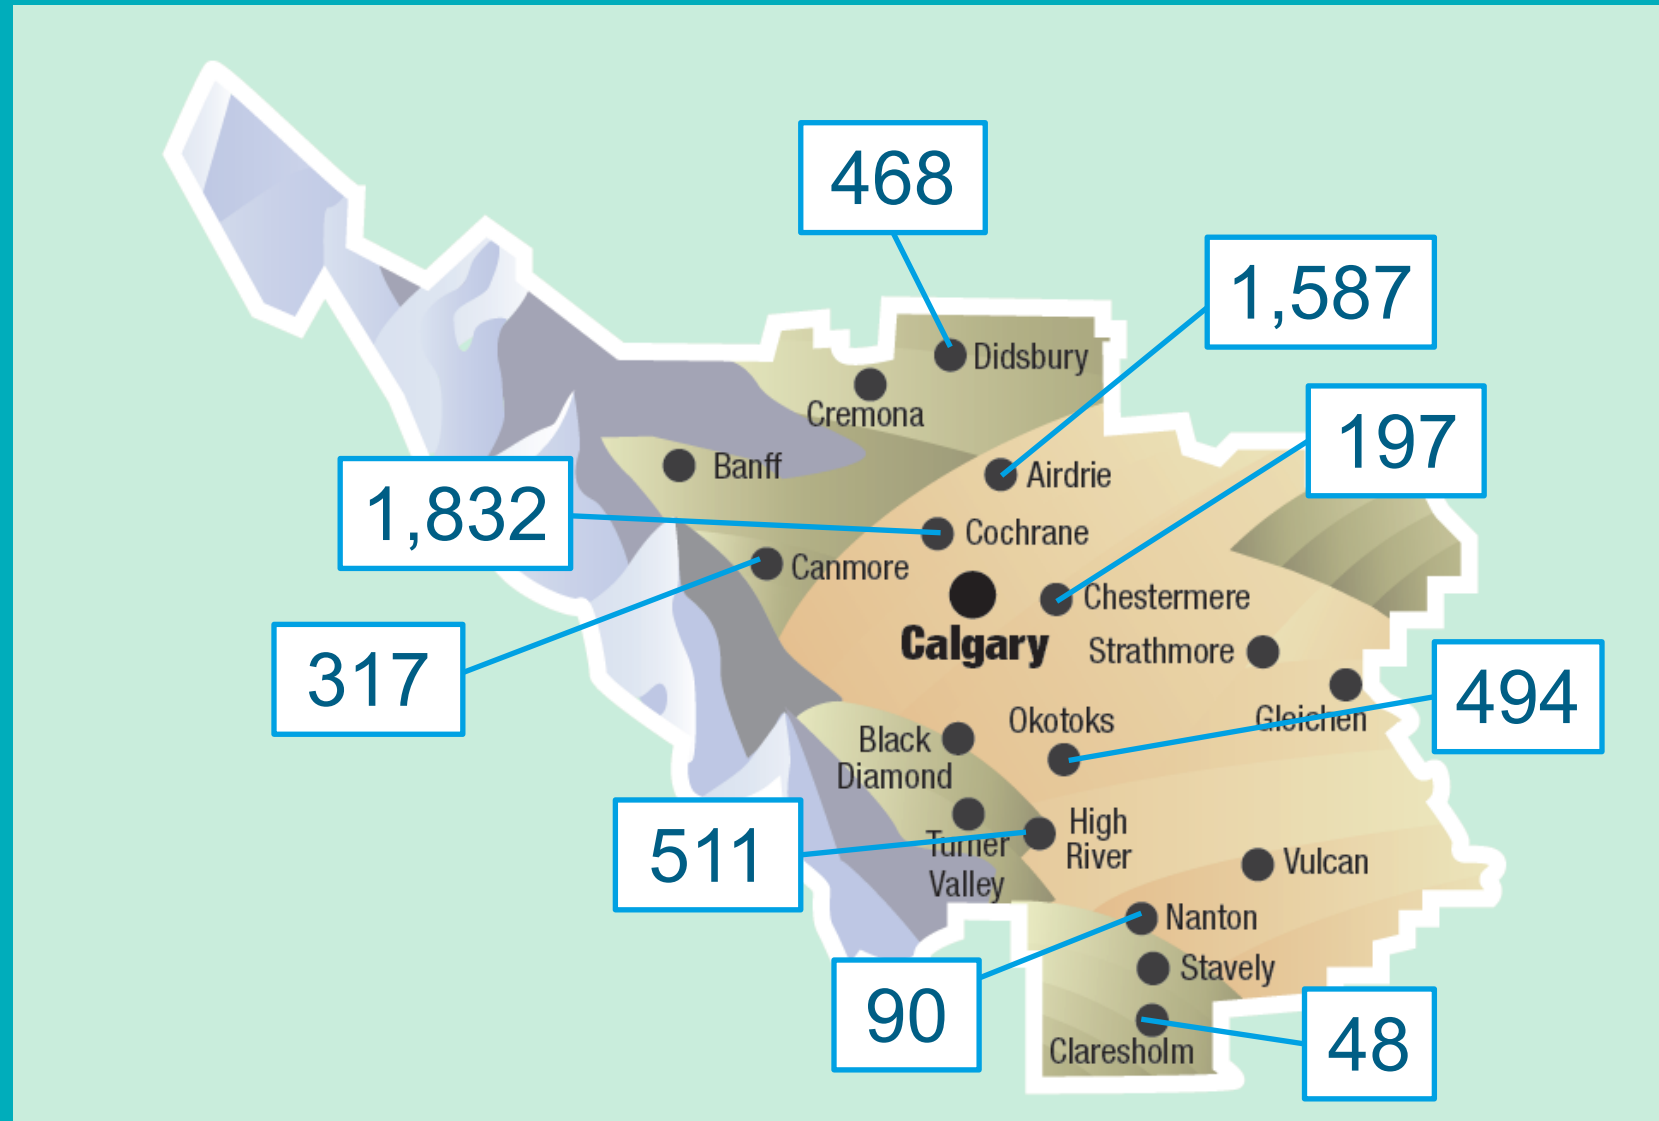 468
1,587
Didsbury
Cremona
197
Banff
Airdrie
1,832
Cochrane
Canmore
Chestermere
Calgary
Strathmore
317
494
Gleichen
Okotoks
Black
Diamond
High
River
Turner
Valley
511
Vulcan
Nanton
Stavely
90
48
Claresholm